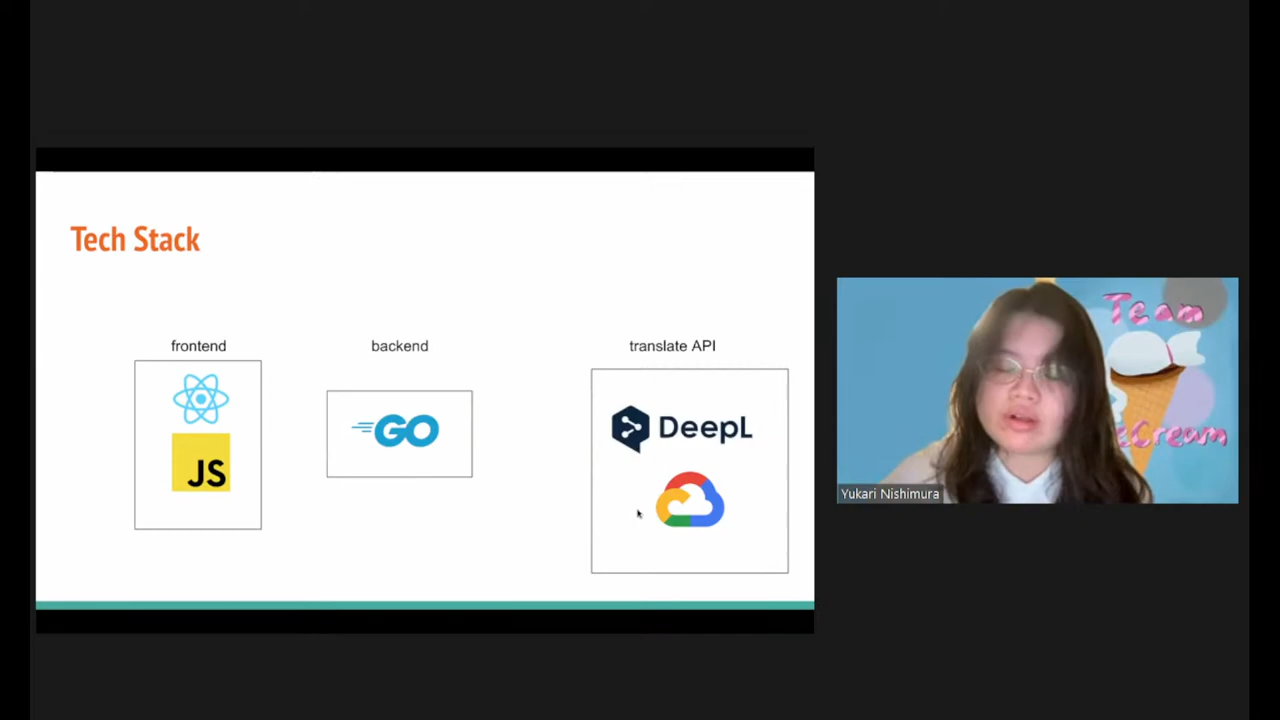 Tech Stack
frontend
backend
translate API
JS
GO
DeepL
Team
Cream
Yukari Nishimura